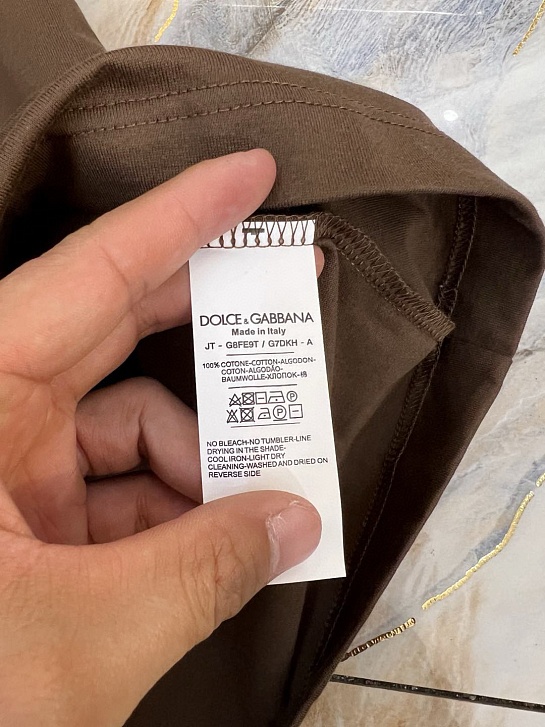 DOLCE & GABBANA
Made in Italy
JT - G8FE9T / G7DKH - A
100% COTONE-COTTON-ALGODON-
COTON-ALGODÃO-
BAUMWOLLE-ХЛОПОК-棉
NO BLEACH-NO TUMBLER-LINE
DRYING IN THE SHADE-
COOL IRON-LIGHT DRY
CLEANING-WASHED AND DRIED ON
REVERSE SIDE